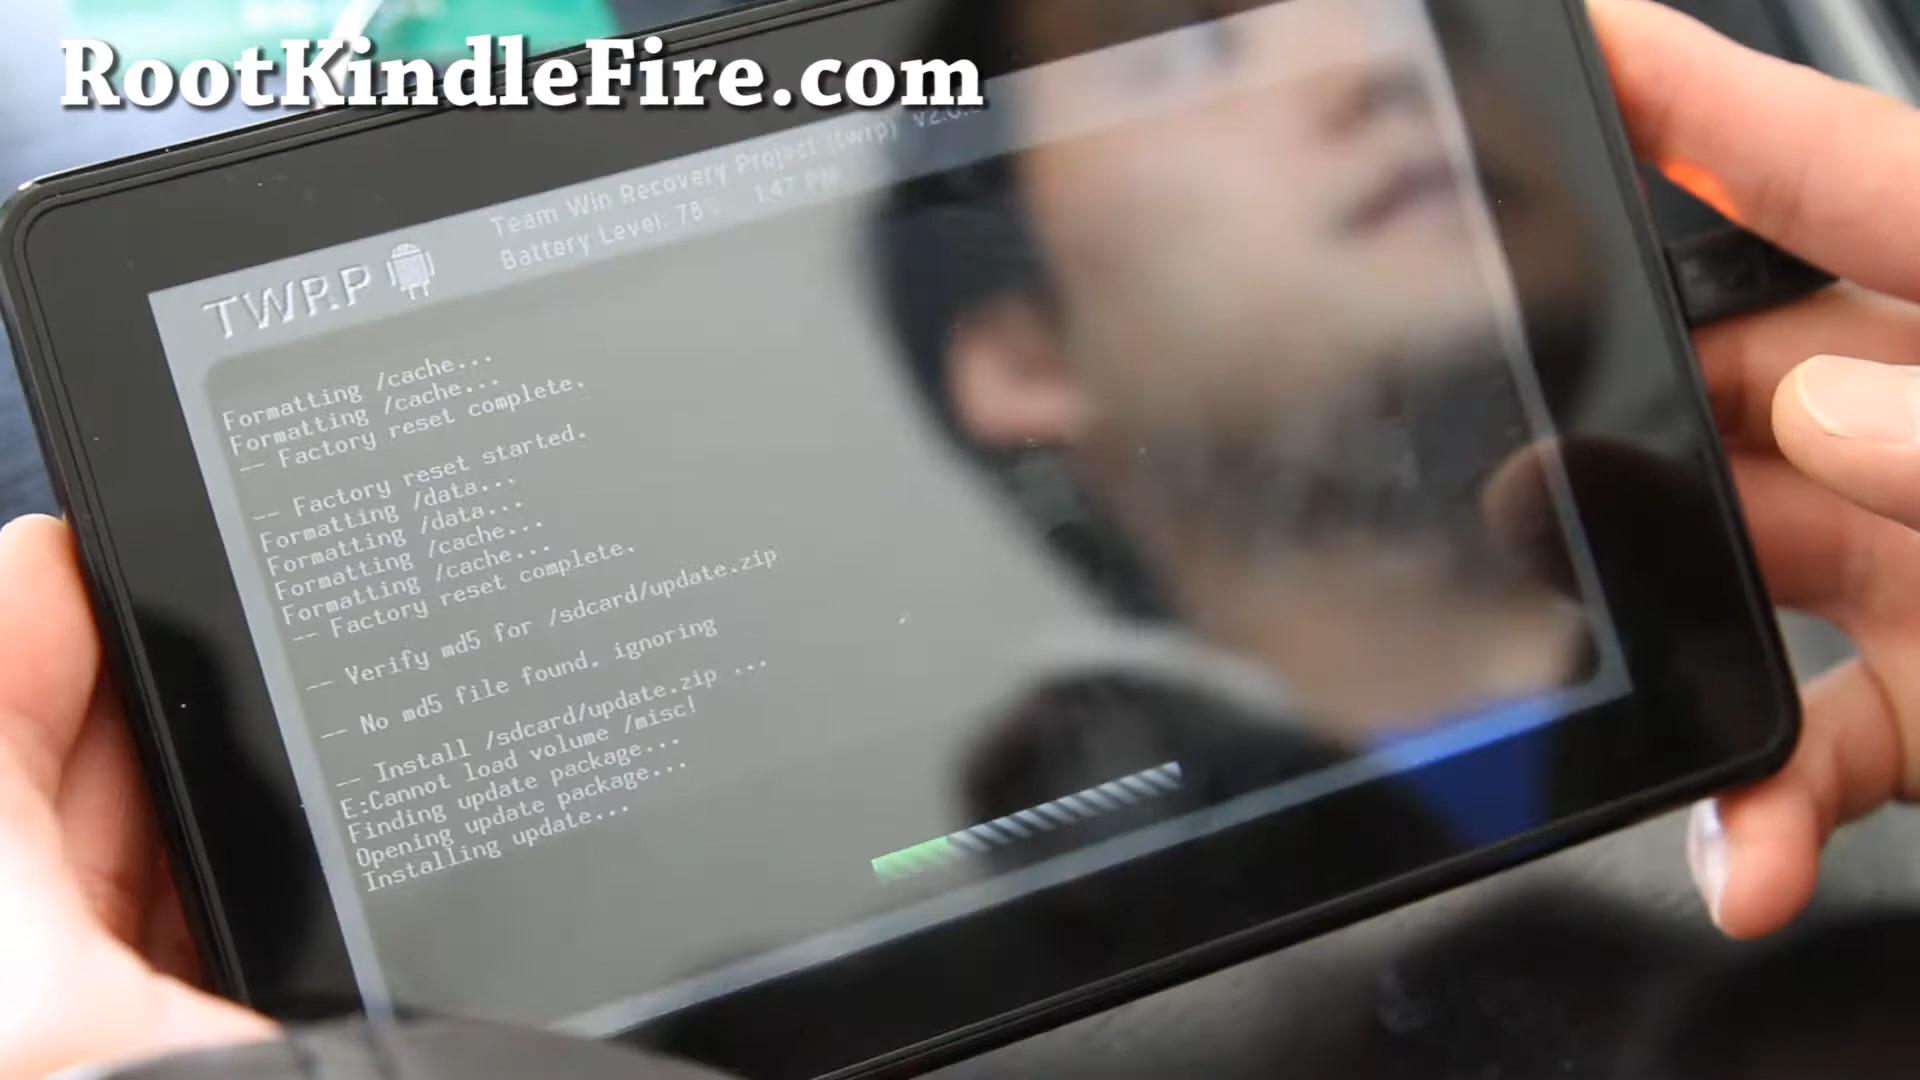 RootKindleFire.com
TWRP
Team Win Recovery Project (twrp)
Battery Level: 78% 1:47 PM
Formatting /cache...
Formatting /cache...
-- Factory reset complete.
-- Factory reset started.
Formatting /data...
Formatting /data...
Formatting /cache...
Formatting /cache...
-- Factory reset complete.
-- Verify md5 for /sdcard/update.zip
-- No md5 file found. ignoring
-- Install /sdcard/update.zip ...
E:Cannot load volume /misc!
Finding update package...
Opening update package...
Installing update...